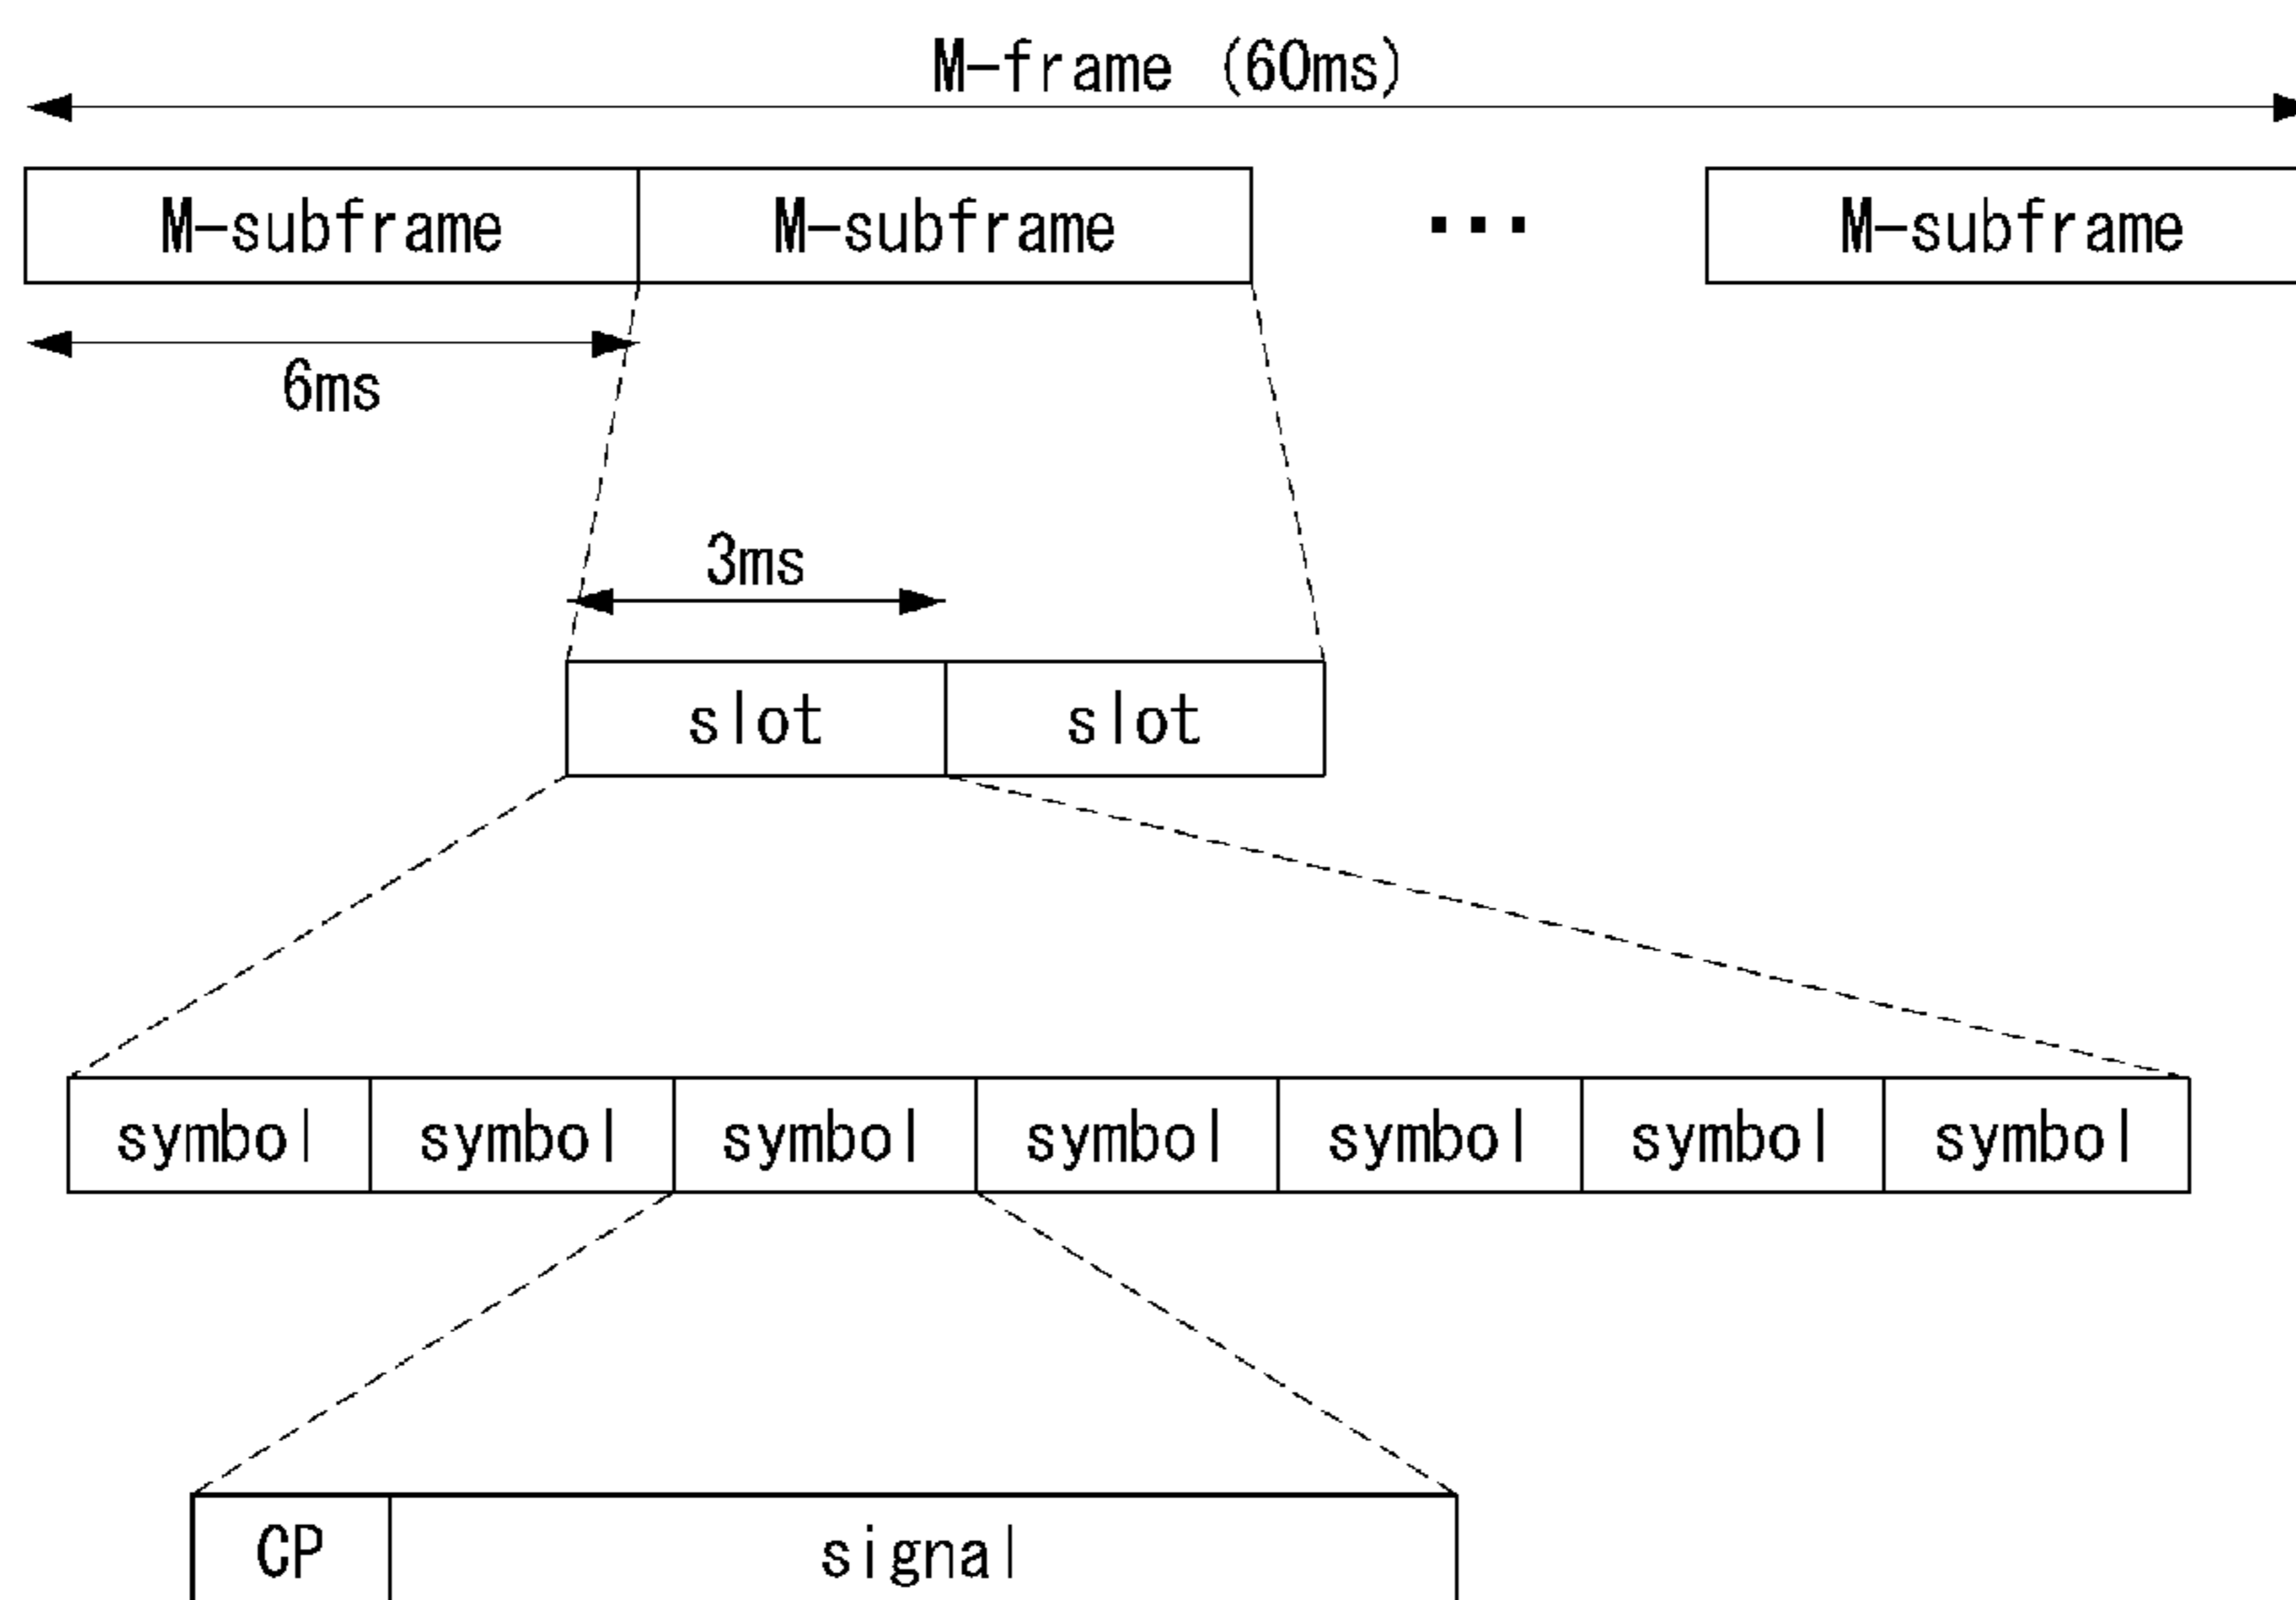 M-frame (60ms)
M-subframe M-subframe ... M-subframe
6ms
3ms
slot slot
symbol symbol symbol symbol symbol symbol symbol
CP signal